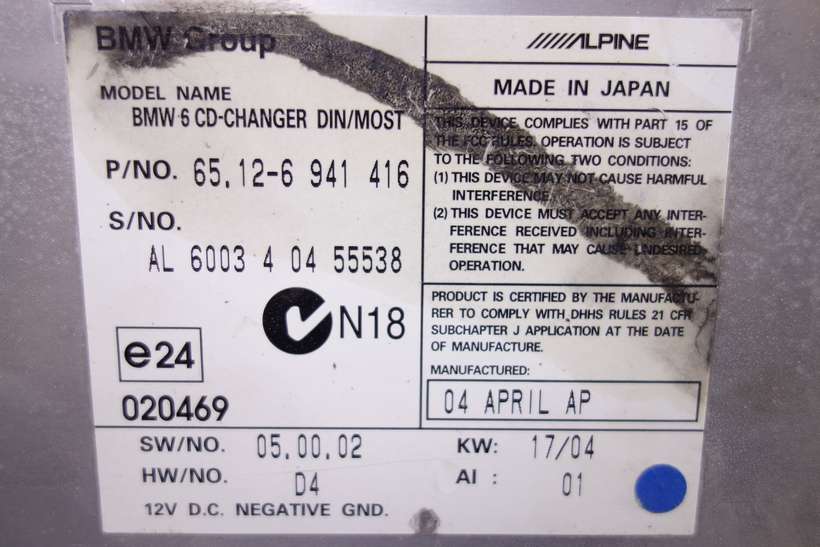 BMW Group
MODEL NAME
BMW 6 CD-CHANGER DIN/MOST
P/NO. 65.12-6 941 416
S/NO.
AL 6003 4 04 55538
N18
e24
020469
ALPINE
MADE IN JAPAN
THIS DEVICE COMPLIES WITH PART 15 OF
THE FCC RULES. OPERATION IS SUBJECT
TO THE FOLLOWING TWO CONDITIONS:
(1) THIS DEVICE MAY NOT CAUSE HARMFUL
INTERFERENCE,
(2) THIS DEVICE MUST ACCEPT ANY INTER-
FERENCE RECEIVED INCLUDING INTER-
FERENCE THAT MAY CAUSE UNDESIRED
OPERATION.
PRODUCT IS CERTIFIED BY THE MANUFACTU-
RER TO COMPLY WITH DHHS RULES 21 CFR
SUBCHAPTER J APPLICATION AT THE DATE
OF MANUFACTURE.
MANUFACTURED:
04 APRIL AP
SW/NO. 05.00.02 KW: 17/04
HW/NO. D4 AI : 01
12V D.C. NEGATIVE GND.